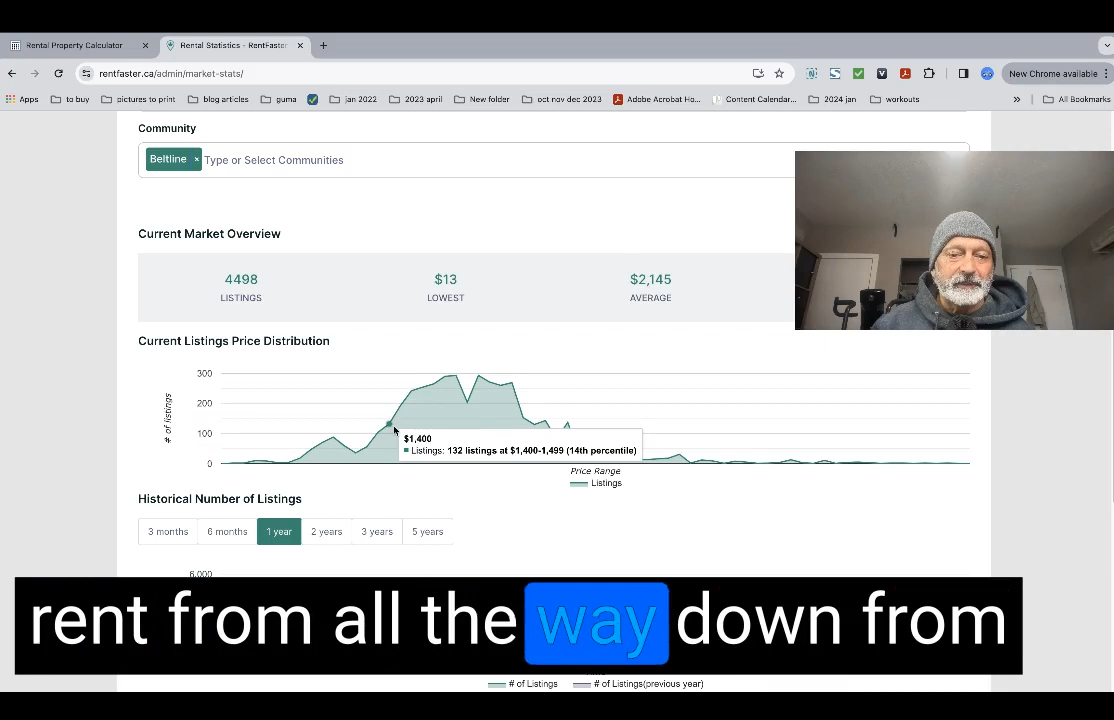 Rental Property Calculator
Rental Statistics - RentFaster
rentfaster.ca/admin/market-stats/
New Chrome available
Apps
to buy
pictures to print
blog articles
guma
jan 2022
2023 april
New folder
oct nov dec 2023
Adobe Acrobat Ho...
Content Calendar...
2024 jan
workouts
»
All Bookmarks
Community
Beltline × Type or Select Communities
Current Market Overview
4498
LISTINGS
$13
LOWEST
$2,145
AVERAGE
Current Listings Price Distribution
# of listings
300
200
100
0
$1,400
Listings: 132 listings at $1,400-1,499 (14th percentile)
Price Range
Listings
Historical Number of Listings
3 months
6 months
1 year
2 years
3 years
5 years
6,000
rent from all the way down from
# of Listings
# of Listings(previous year)